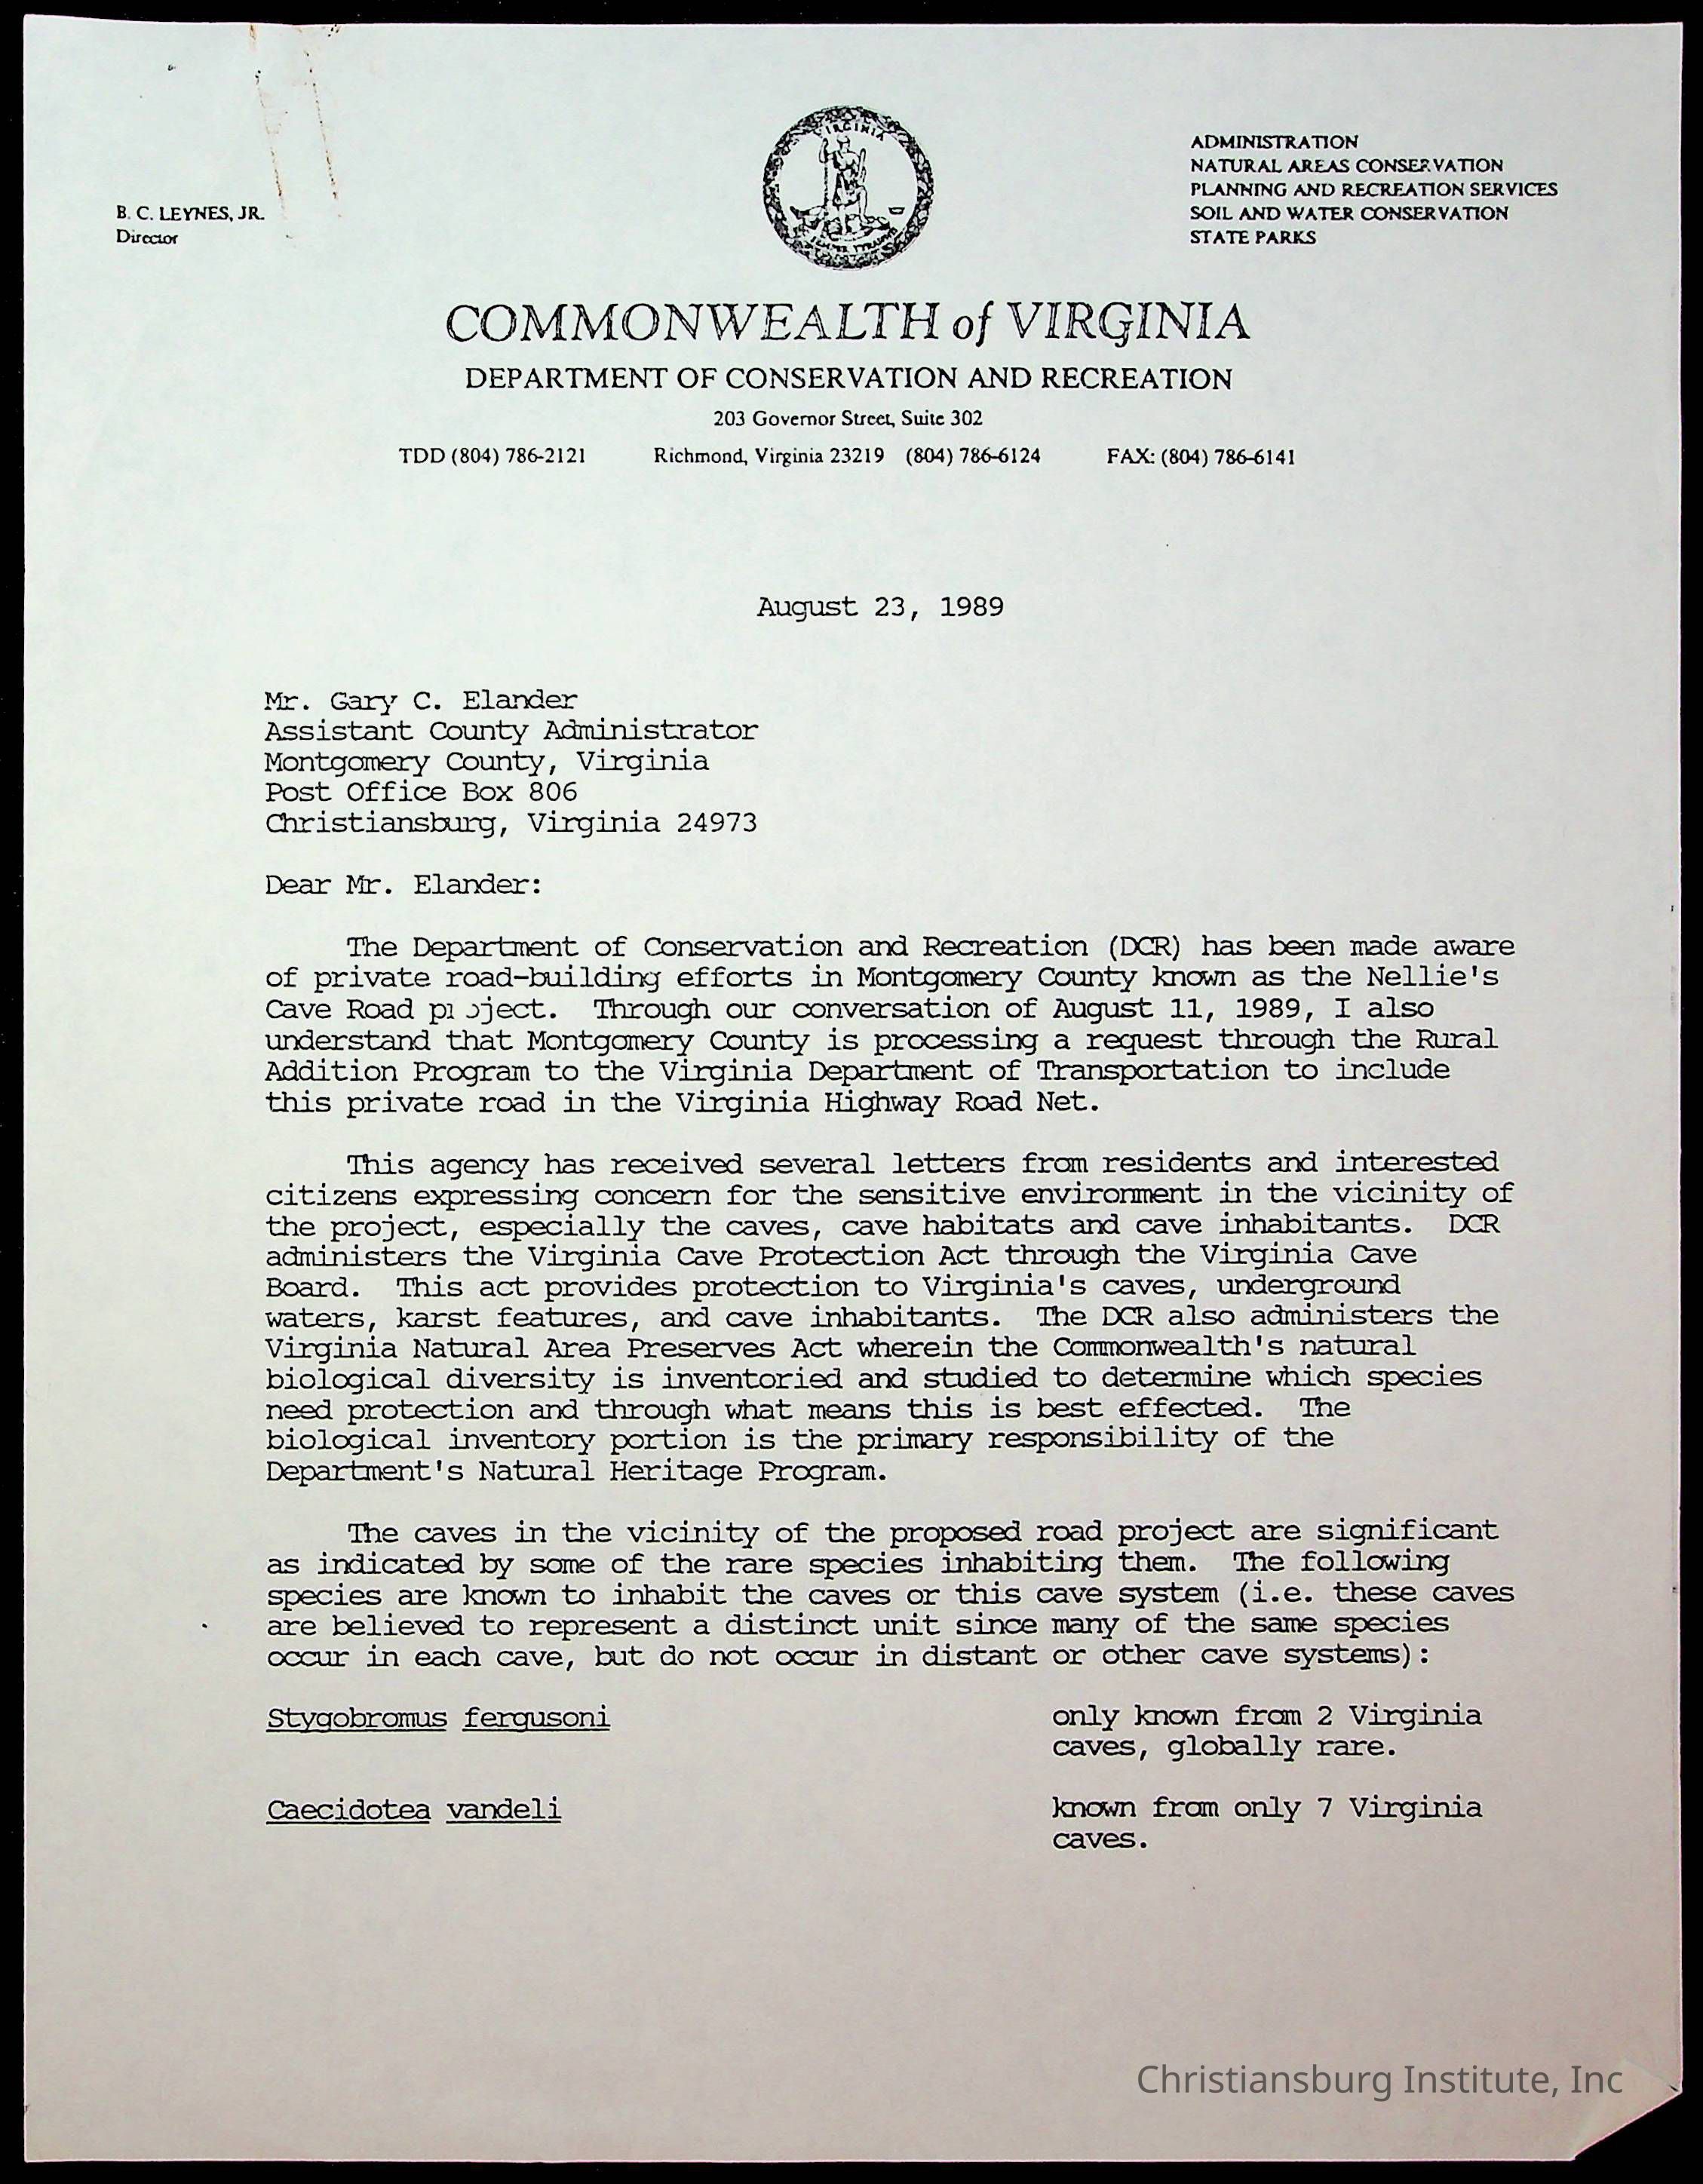 VIRGINIA
SEMPER TYRANNIS
B. C. LEYNES, JR.
Director
ADMINISTRATION
NATURAL AREAS CONSERVATION
PLANNING AND RECREATION SERVICES
SOIL AND WATER CONSERVATION
STATE PARKS
COMMONWEALTH of VIRGINIA
DEPARTMENT OF CONSERVATION AND RECREATION
203 Governor Street, Suite 302
TDD (804) 786-2121 Richmond, Virginia 23219 (804) 786-6124 FAX: (804) 786-6141
August 23, 1989
Mr. Gary C. Elander
Assistant County Administrator
Montgomery County, Virginia
Post Office Box 806
Christiansburg, Virginia 24973
Dear Mr. Elander:
The Department of Conservation and Recreation (DCR) has been made aware
of private road-building efforts in Montgomery County known as the Nellie's
Cave Road project. Through our conversation of August 11, 1989, I also
understand that Montgomery County is processing a request through the Rural
Addition Program to the Virginia Department of Transportation to include
this private road in the Virginia Highway Road Net.
This agency has received several letters from residents and interested
citizens expressing concern for the sensitive environment in the vicinity of
the project, especially the caves, cave habitats and cave inhabitants. DCR
administers the Virginia Cave Protection Act through the Virginia Cave
Board. This act provides protection to Virginia's caves, underground
waters, karst features, and cave inhabitants. The DCR also administers the
Virginia Natural Area Preserves Act wherein the Commonwealth's natural
biological diversity is inventoried and studied to determine which species
need protection and through what means this is best effected. The
biological inventory portion is the primary responsibility of the
Department's Natural Heritage Program.
The caves in the vicinity of the proposed road project are significant
as indicated by some of the rare species inhabiting them. The following
species are known to inhabit the caves or this cave system (i.e. these caves
are believed to represent a distinct unit since many of the same species
occur in each cave, but do not occur in distant or other cave systems):
Stygobromus fergusoni only known from 2 Virginia
caves, globally rare.
Caecidotea vandeli known from only 7 Virginia
caves.
Christiansburg Institute, Inc